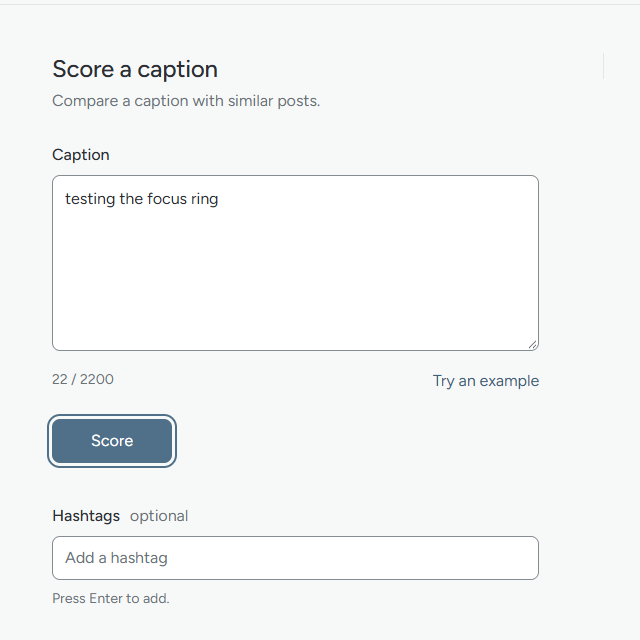 Score a caption
Compare a caption with similar posts.
Caption
testing the focus ring
22 / 2200
Try an example
Score
Hashtags optional
Add a hashtag
Press Enter to add.